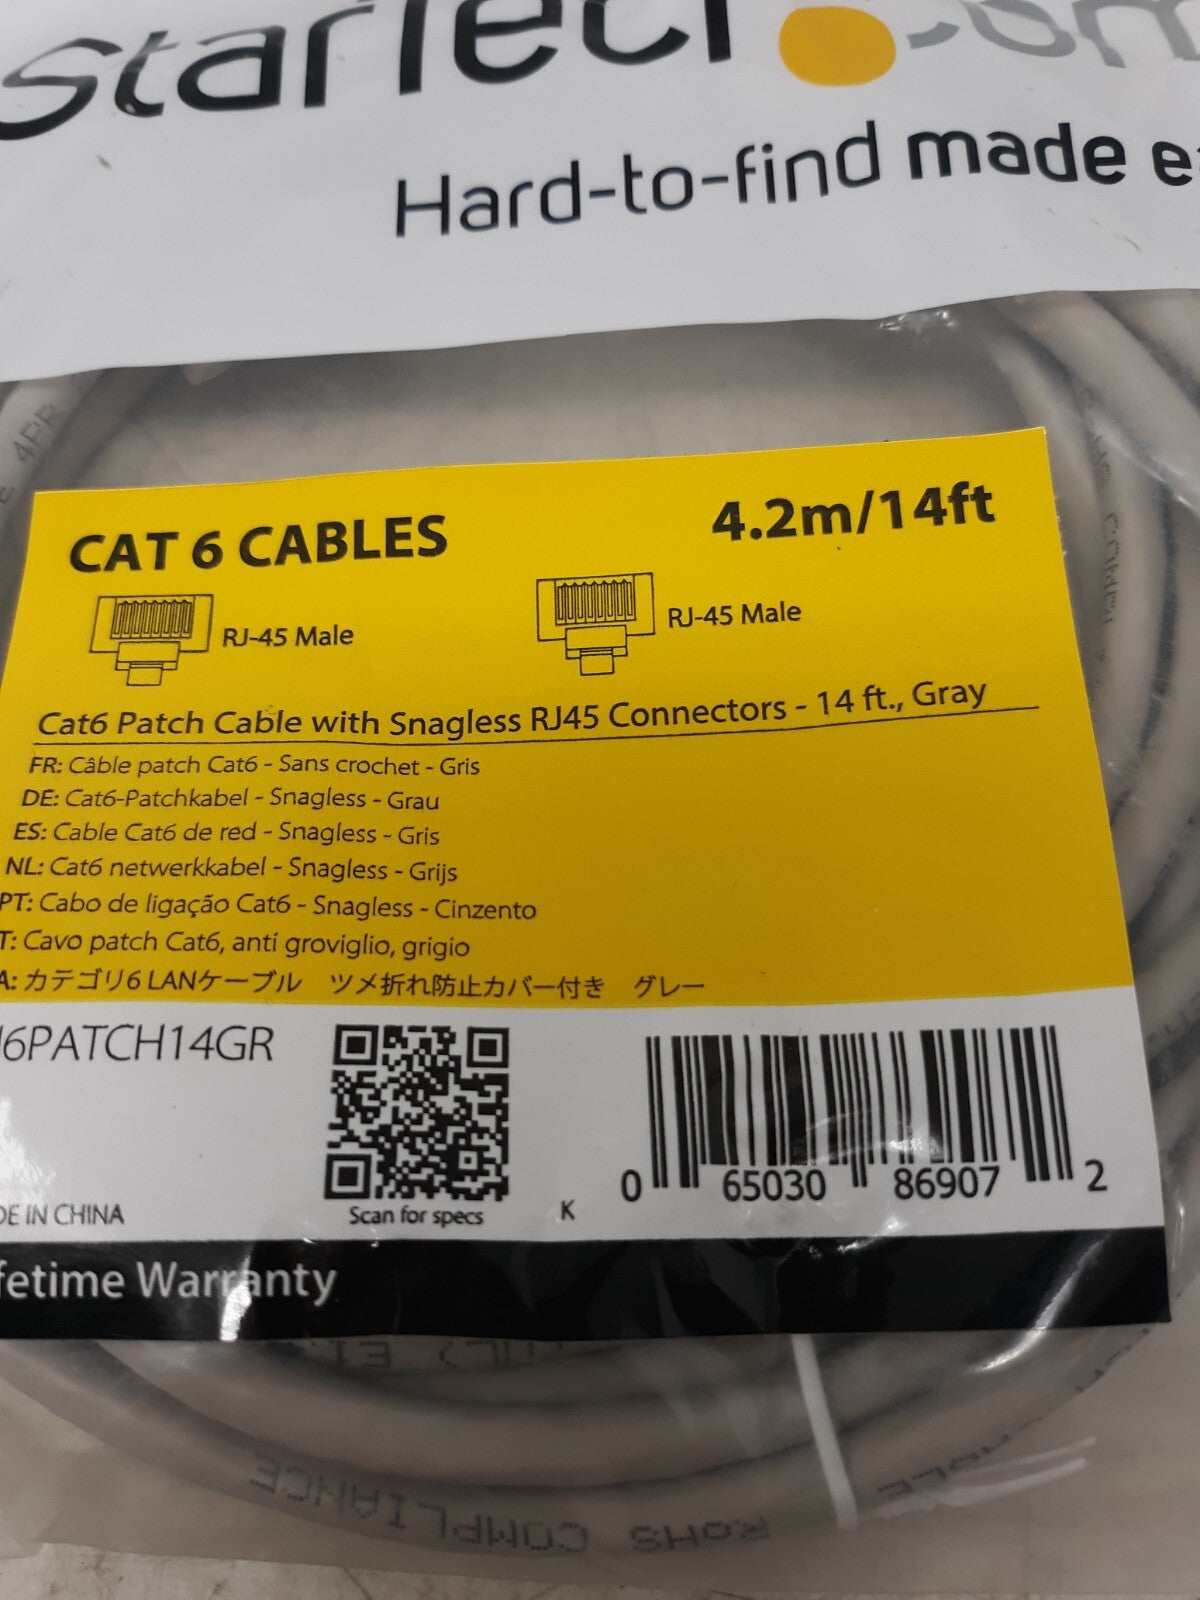 StarTech.com
Hard-to-find made
CAT 6 CABLES
4.2m/14ft
RJ-45 Male
RJ-45 Male
Cat6 Patch Cable with Snagless RJ45 Connectors - 14 ft., Gray
FR: Câble patch Cat6 - Sans crochet - Gris
DE: Cat6-Patchkabel - Snagless - Grau
ES: Cable Cat6 de red - Snagless - Gris
NL: Cat6 netwerkkabel - Snagless - Grijs
PT: Cabo de ligação Cat6 - Snagless - Cinzento
T: Cavo patch Cat6, anti groviglio, grigio
A: カテゴリ6 LANケーブル ツメ折れ防止カバー付き グレー
6PATCH14GR
Scan for specs
K
0 65030 86907 2
DE IN CHINA
fetime Warranty
ROHS COMPLIANCE